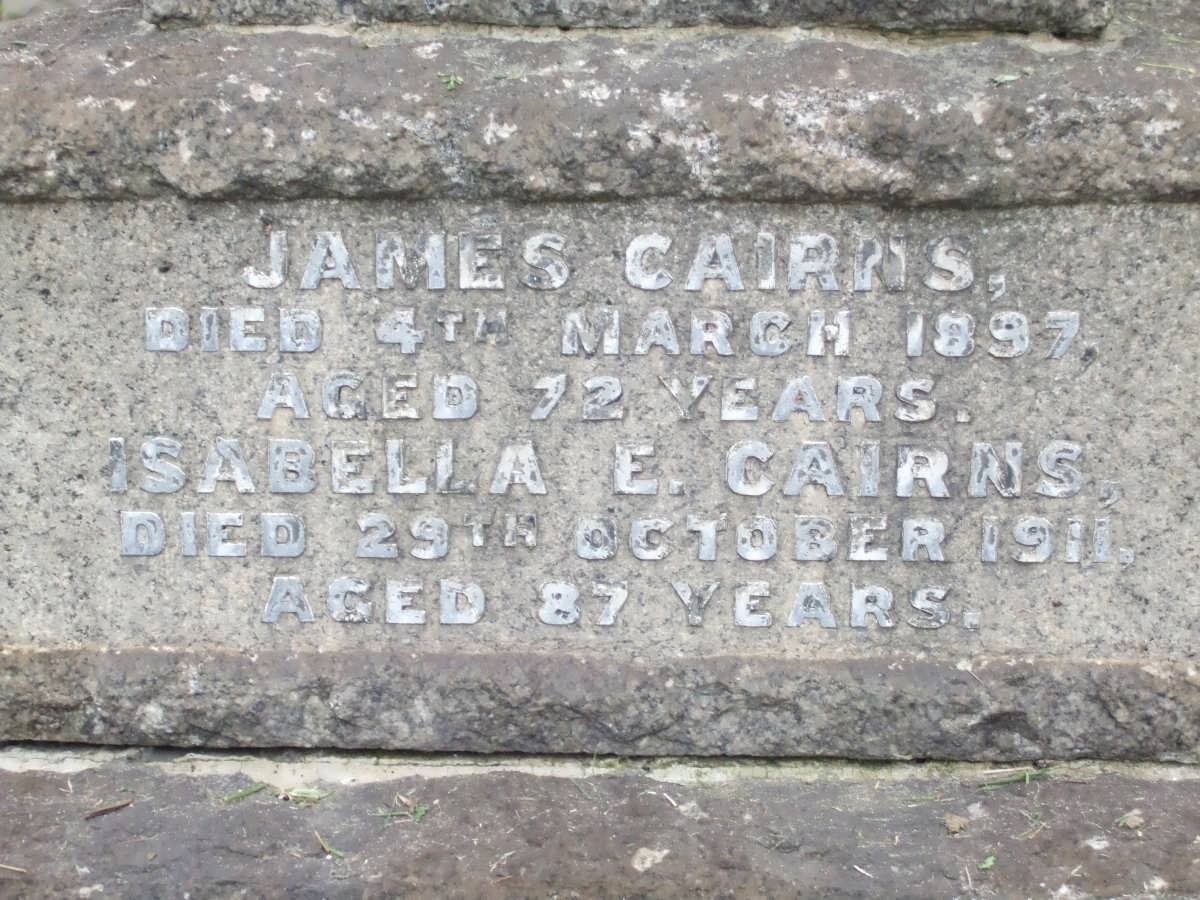 JAMES CAIRNS,
DIED 4TH MARCH 1897.
AGED 72 YEARS.
ISABELLA E. CAIRNS,
DIED 29TH OCTOBER 1911,
AGED 87 YEARS.